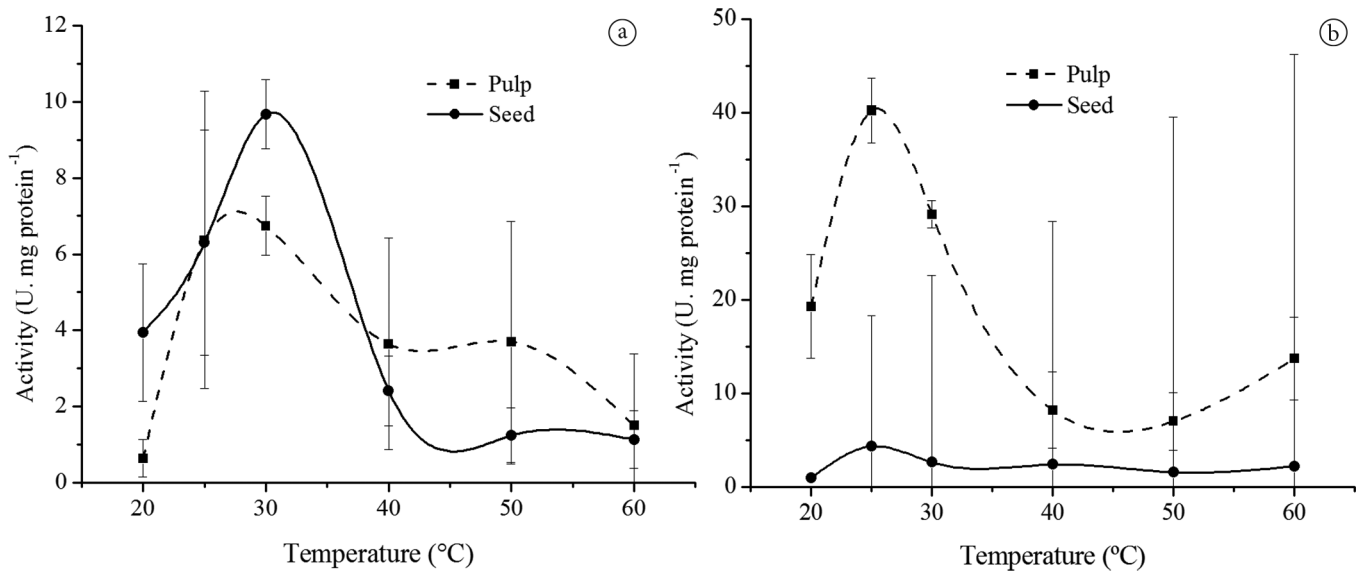 12
10
8
6
4
2
0
Activity (U. mg protein⁻¹)
ⓐ
Pulp
Seed
20 30 40 50 60
Temperature (°C)
50
40
30
20
10
0
Activity (U. mg protein⁻¹)
ⓑ
Pulp
Seed
20 30 40 50 60
Temperature (ºC)